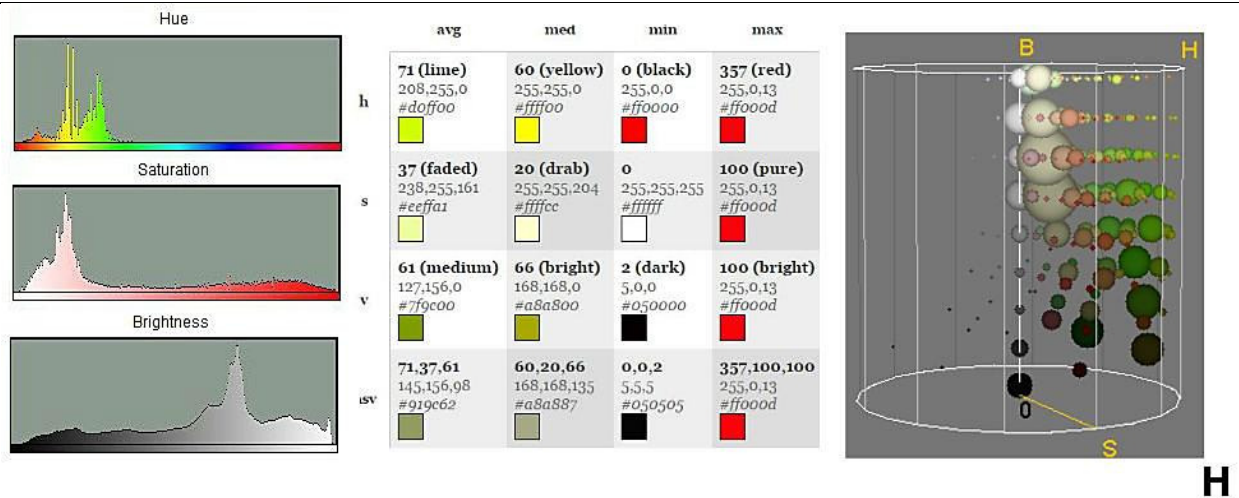 Hue
Saturation
Brightness
avg med min max
h
71 (lime) 60 (yellow) 0 (black) 357 (red)
208,255,0 255,255,0 255,0,0 255,0,13
#d0ff00 #ffff00 #ff0000 #ff000d
s
37 (faded) 20 (drab) 0 100 (pure)
238,255,161 255,255,204 255,255,255 255,0,13
#eeffa1 #ffffcc #ffffff #ff000d
v
61 (medium) 66 (bright) 2 (dark) 100 (bright)
127,156,0 168,168,0 5,0,0 255,0,13
#7f9c00 #a8a800 #050000 #ff000d
ısv
71,37,61 60,20,66 0,0,2 357,100,100
145,156,98 168,168,135 5,5,5 255,0,13
#919c62 #a8a887 #050505 #ff000d
B H
0
S
H